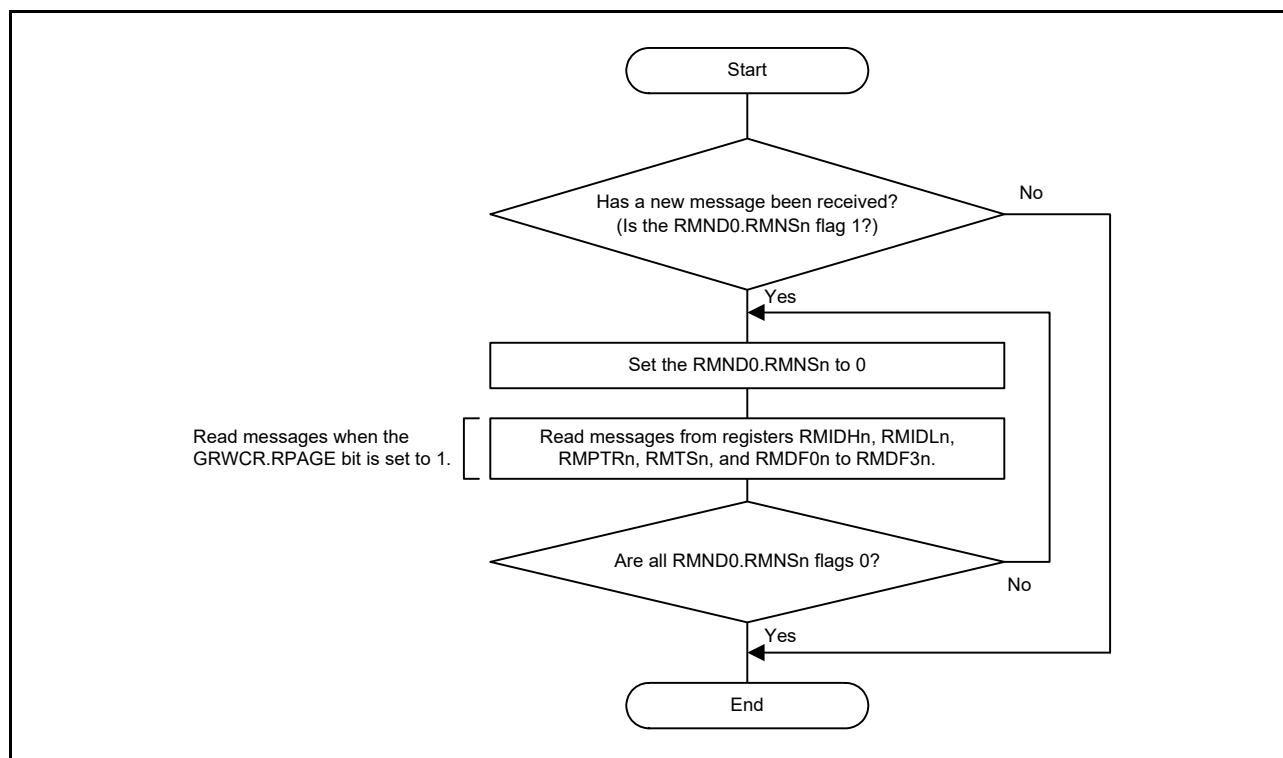 Start
Has a new message been received?
(Is the RMND0.RMNSn flag 1?)
No
Yes
Set the RMND0.RMNSn to 0
Read messages when the
GRWCR.RPAGE bit is set to 1.
Read messages from registers RMIDHn, RMIDLn,
RMPTRn, RMTSn, and RMDF0n to RMDF3n.
Are all RMND0.RMNSn flags 0?
No
Yes
End